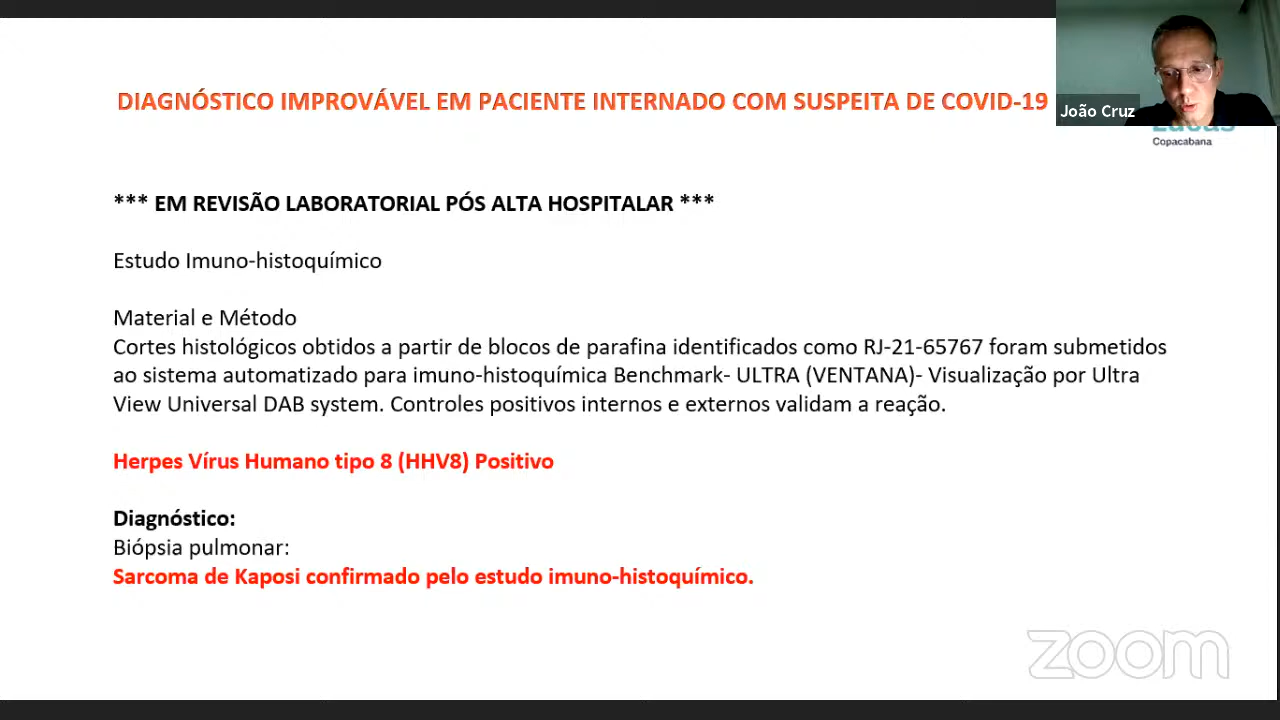 DIAGNÓSTICO IMPROVÁVEL EM PACIENTE INTERNADO COM SUSPEITA DE COVID-19
João Cruz
Copacabana
*** EM REVISÃO LABORATORIAL PÓS ALTA HOSPITALAR ***
Estudo Imuno-histoquímico
Material e Método
Cortes histológicos obtidos a partir de blocos de parafina identificados como RJ-21-65767 foram submetidos
ao sistema automatizado para imuno-histoquímica Benchmark- ULTRA (VENTANA)- Visualização por Ultra
View Universal DAB system. Controles positivos internos e externos validam a reação.
Herpes Vírus Humano tipo 8 (HHV8) Positivo
Diagnóstico:
Biópsia pulmonar:
Sarcoma de Kaposi confirmado pelo estudo imuno-histoquímico.
zoom